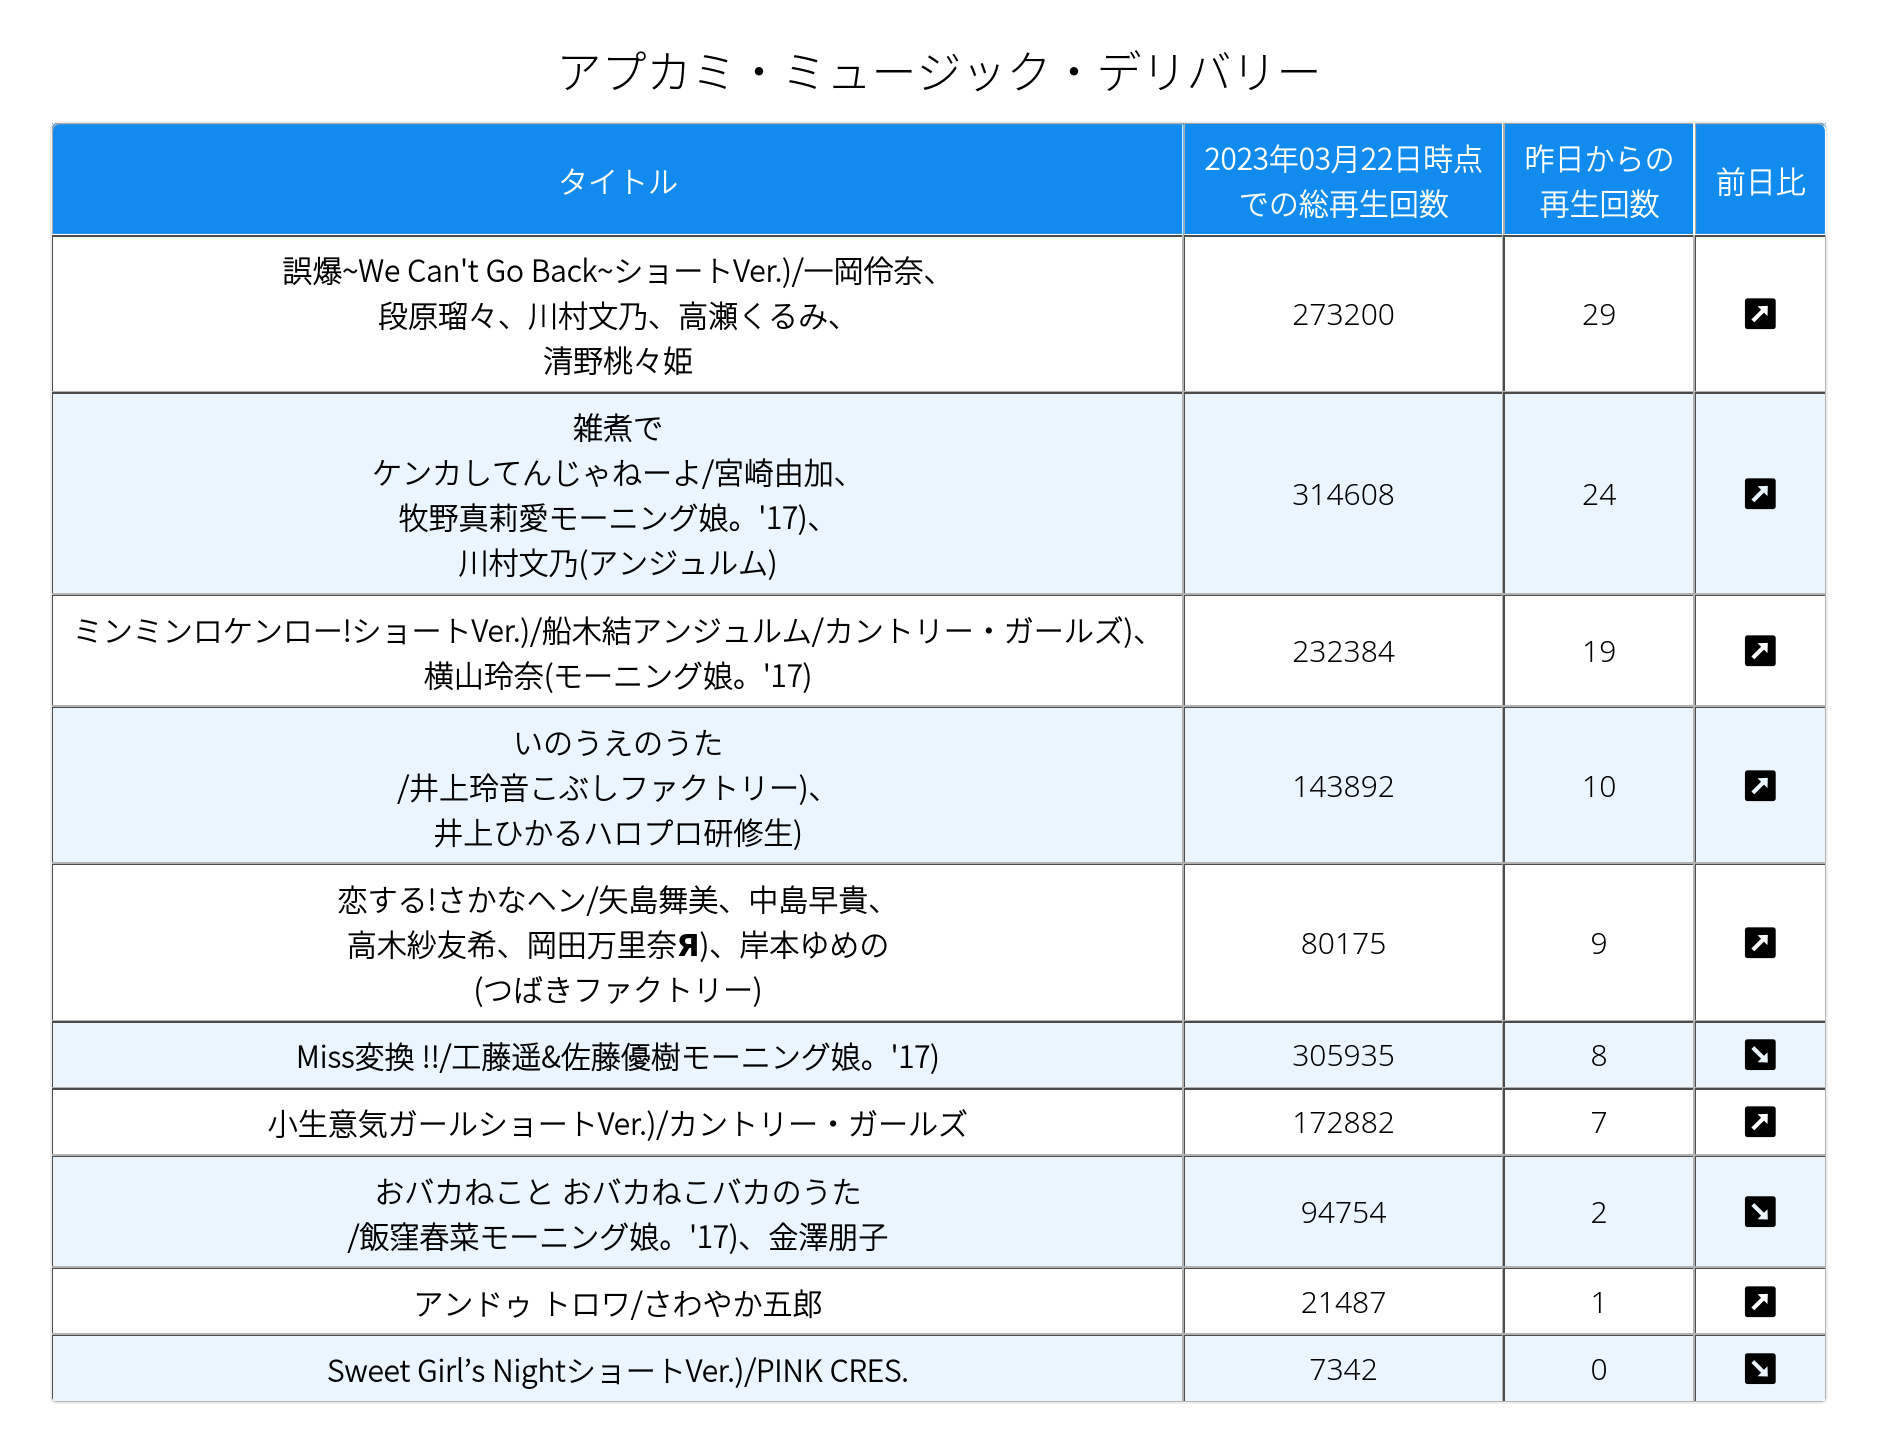 アプカミ・ミュージック・デリバリー
タイトル
2023年03月22日時点
での総再生回数
昨日からの
再生回数
前日比
誤爆~We Can't Go Back~ショートVer.)/一岡伶奈、
段原瑠々、川村文乃、高瀬くるみ、
清野桃々姫
273200
29
雑煮で
ケンカしてんじゃねーよ/宮崎由加、
牧野真莉愛モーニング娘。'17)、
川村文乃(アンジュルム)
314608
24
ミンミンロケンロー!ショートVer.)/船木結アンジュルム/カントリー・ガールズ)、
横山玲奈(モーニング娘。'17)
232384
19
いのうえのうた
/井上玲音こぶしファクトリー)、
井上ひかるハロプロ研修生)
143892
10
恋する!さかなヘン/矢島舞美、中島早貴、
高木紗友希、岡田万里奈Я)、岸本ゆめの
(つばきファクトリー)
80175
9
Miss変換 !!/工藤遥&佐藤優樹モーニング娘。'17)
305935
8
小生意気ガールショートVer.)/カントリー・ガールズ
172882
7
おバカねこと おバカねこバカのうた
/飯窪春菜モーニング娘。'17)、金澤朋子
94754
2
アンドゥ トロワ/さわやか五郎
21487
1
Sweet Girl’s NightショートVer.)/PINK CRES.
7342
0